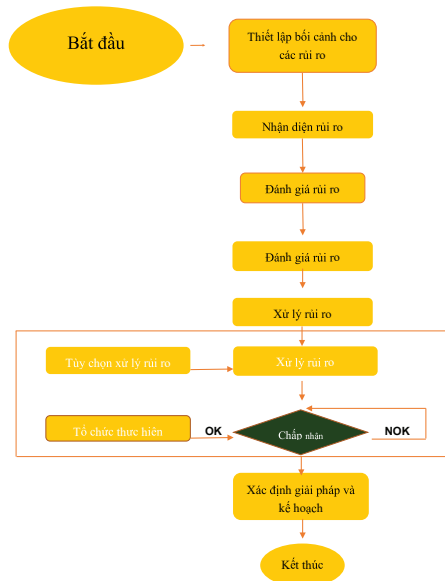 Bắt đầu
Thiết lập bối cảnh cho
các rủi ro
Nhận diện rủi ro
Đánh giá rủi ro
Đánh giá rủi ro
Xử lý rủi ro
Tùy chọn xử lý rủi ro
Xử lý rủi ro
Tổ chức thực hiên
OK
Chấp nhận
NOK
Xác định giải pháp và
kế hoạch
Kết thúc